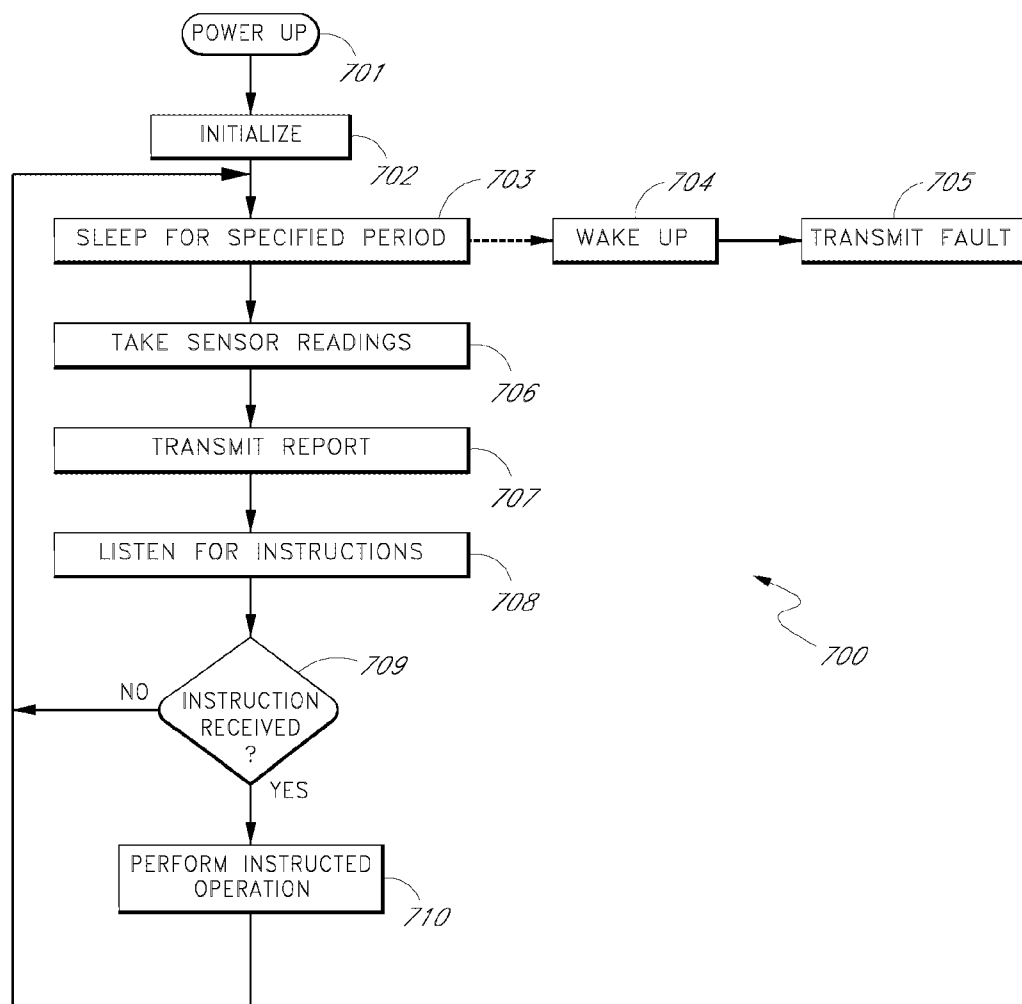 POWER UP
701
INITIALIZE
702
703
704
705
SLEEP FOR SPECIFIED PERIOD
WAKE UP
TRANSMIT FAULT
TAKE SENSOR READINGS
706
TRANSMIT REPORT
707
LISTEN FOR INSTRUCTIONS
708
709
NO
INSTRUCTION
RECEIVED
?
YES
700
PERFORM INSTRUCTED
OPERATION
710